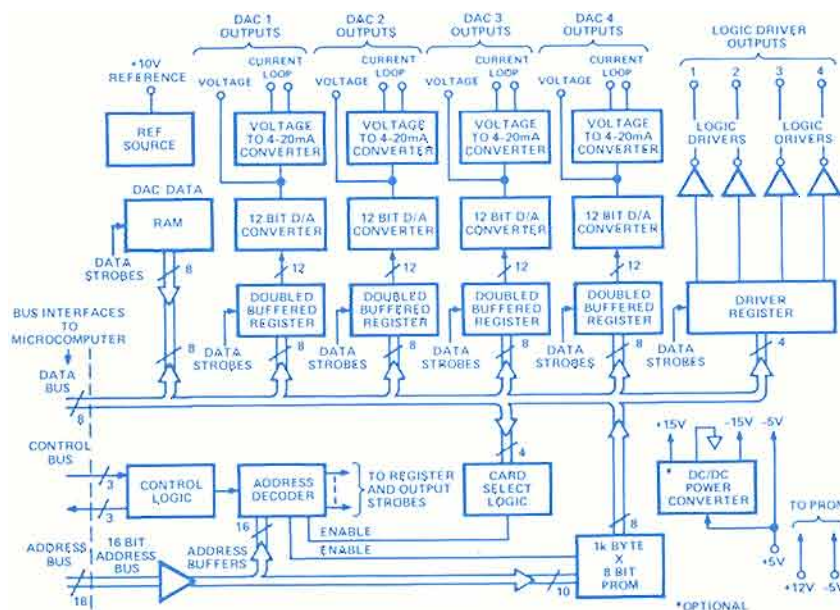 DAC 1
OUTPUTS
DAC 2
OUTPUTS
DAC 3
OUTPUTS
DAC 4
OUTPUTS
LOGIC DRIVER
OUTPUTS
+10V
REFERENCE
VOLTAGE
CURRENT
LOOP
VOLTAGE
CURRENT
LOOP
VOLTAGE
CURRENT
LOOP
VOLTAGE
CURRENT
LOOP
1
2
3
4
REF
SOURCE
VOLTAGE
TO 4-20mA
CONVERTER
VOLTAGE
TO 4-20mA
CONVERTER
VOLTAGE
TO 4-20mA
CONVERTER
VOLTAGE
TO 4-20mA
CONVERTER
LOGIC
DRIVERS
LOGIC
DRIVERS
DAC DATA
RAM
12 BIT D/A
CONVERTER
12 BIT D/A
CONVERTER
12 BIT D/A
CONVERTER
12 BIT D/A
CONVERTER
DATA
STROBES
8
12
12
12
12
BUS INTERFACES
TO
MICROCOMPUTER
DOUBLED
BUFFERED
REGISTER
DOUBLED
BUFFERED
REGISTER
DOUBLED
BUFFERED
REGISTER
DOUBLED
BUFFERED
REGISTER
DRIVER
REGISTER
8
DATA
STROBES
8
DATA
STROBES
8
DATA
STROBES
8
DATA
STROBES
8
DATA
STROBES
4
DATA
BUS
8
CONTROL
BUS
3
3
CONTROL
LOGIC
ADDRESS
DECODER
TO REGISTER
AND OUTPUT
STROBES
4
CARD
SELECT
LOGIC
+15V
-15V
-5V
*
DC/DC
POWER
CONVERTER
TO PROM
16
ENABLE
ENABLE
8
ADDRESS
BUS
16 BIT
ADDRESS
BUS
ADDRESS
BUFFERS
16
10
1k BYTE
X
8 BIT
PROM
+5V
+12V
-5V
*OPTIONAL